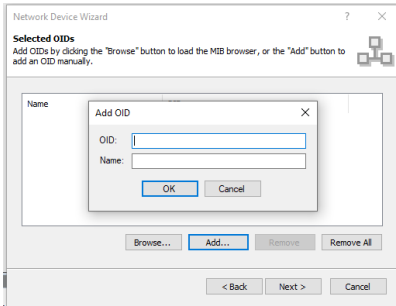 Network Device Wizard
?
Selected OIDs
Add OIDs by clicking the "Browse" button to load the MIB browser, or the "Add" button to
add an OID manually.
Name
Add OID
OID:
Name:
OK Cancel
Browse... Add... Remove Remove All
< Back Next > Cancel